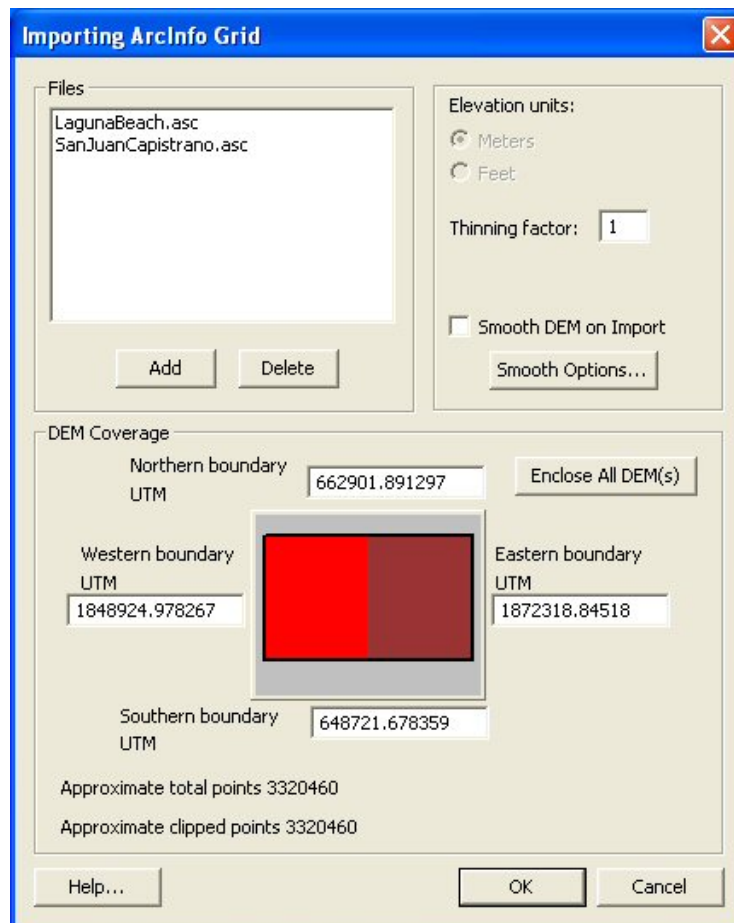 Importing ArcInfo Grid
Files
LagunaBeach.asc
SanJuanCapistrano.asc
Add
Delete
Elevation units:
Meters
Feet
Thinning factor: 1
Smooth DEM on Import
Smooth Options...
DEM Coverage
Northern boundary
UTM
662901.891297
Enclose All DEM(s)
Western boundary
UTM
1848924.978267
Eastern boundary
UTM
1872318.84518
Southern boundary
UTM
648721.678359
Approximate total points 3320460
Approximate clipped points 3320460
Help...
OK
Cancel